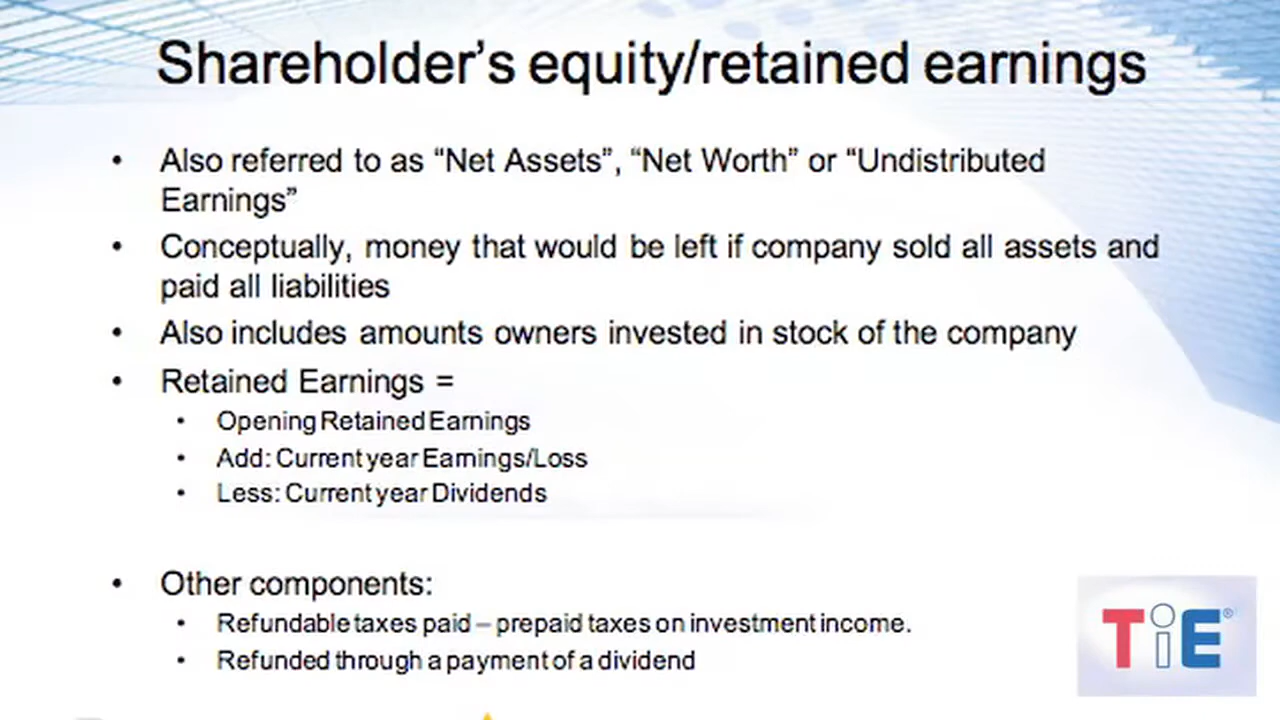 Shareholder’s equity/retained earnings
• Also referred to as “Net Assets”, “Net Worth” or “Undistributed
Earnings”
• Conceptually, money that would be left if company sold all assets and
paid all liabilities
• Also includes amounts owners invested in stock of the company
• Retained Earnings =
• Opening Retained Earnings
• Add: Current year Earnings/Loss
• Less: Current year Dividends
• Other components:
• Refundable taxes paid – prepaid taxes on investment income.
• Refunded through a payment of a dividend
TiE®